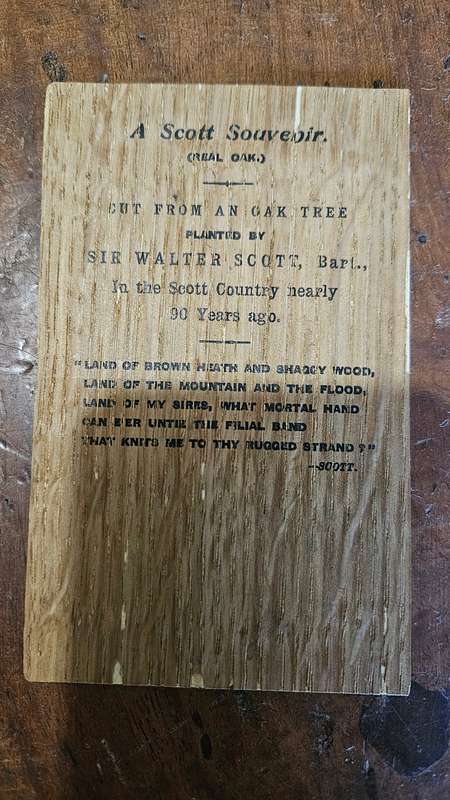 A Scott Souvenir.
(REAL OAK.)
CUT FROM AN OAK TREE
PLANTED BY
SIR WALTER SCOTT, Bart.,
In the Scott Country nearly
90 Years ago.
"LAND OF BROWN HEATH AND SHAGGY WOOD,
LAND OF THE MOUNTAIN AND THE FLOOD,
LAND OF MY SIRES, WHAT MORTAL HAND
CAN E'ER UNTIE THE FILIAL BAND
THAT KNITS ME TO THY RUGGED STRAND?"
—SCOTT.